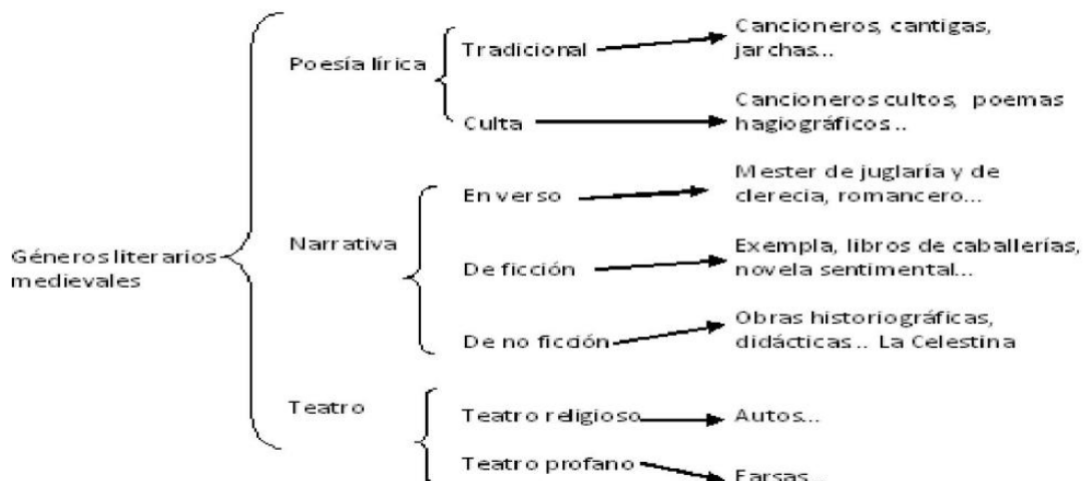 Géneros literarios
medievales
Poesía lírica
Tradicional
Cancioneros, cantigas,
jarchas...
Culta
Cancioneros cultos, poemas
hagiográficos...
Narrativa
En verso
Mester de juglaría y de
clerecia, romancero...
De ficción
Exempla, libros de caballerías,
novela sentimental...
De no ficción
Obras historiográficas,
didácticas... La Celestina
Teatro
Teatro religioso
Autos...
Teatro profano
Farsas...